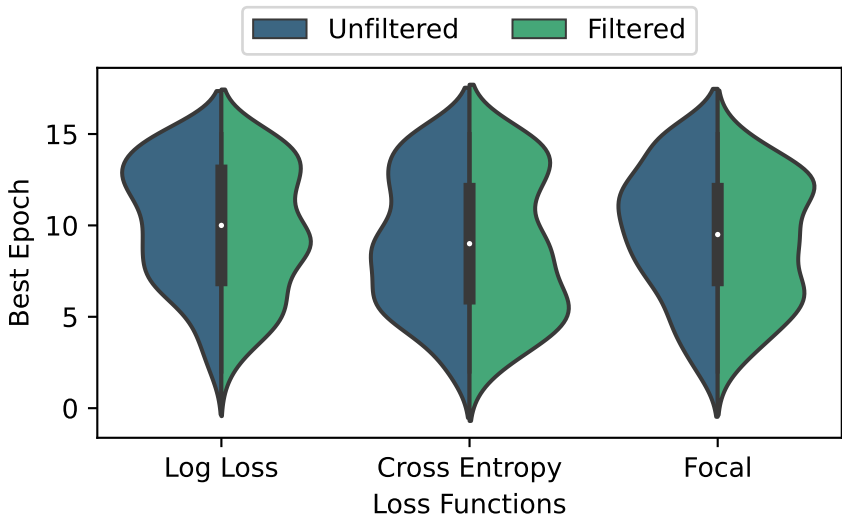 Unfiltered Filtered
15
10
5
0
Best Epoch
Log Loss Cross Entropy Focal
Loss Functions